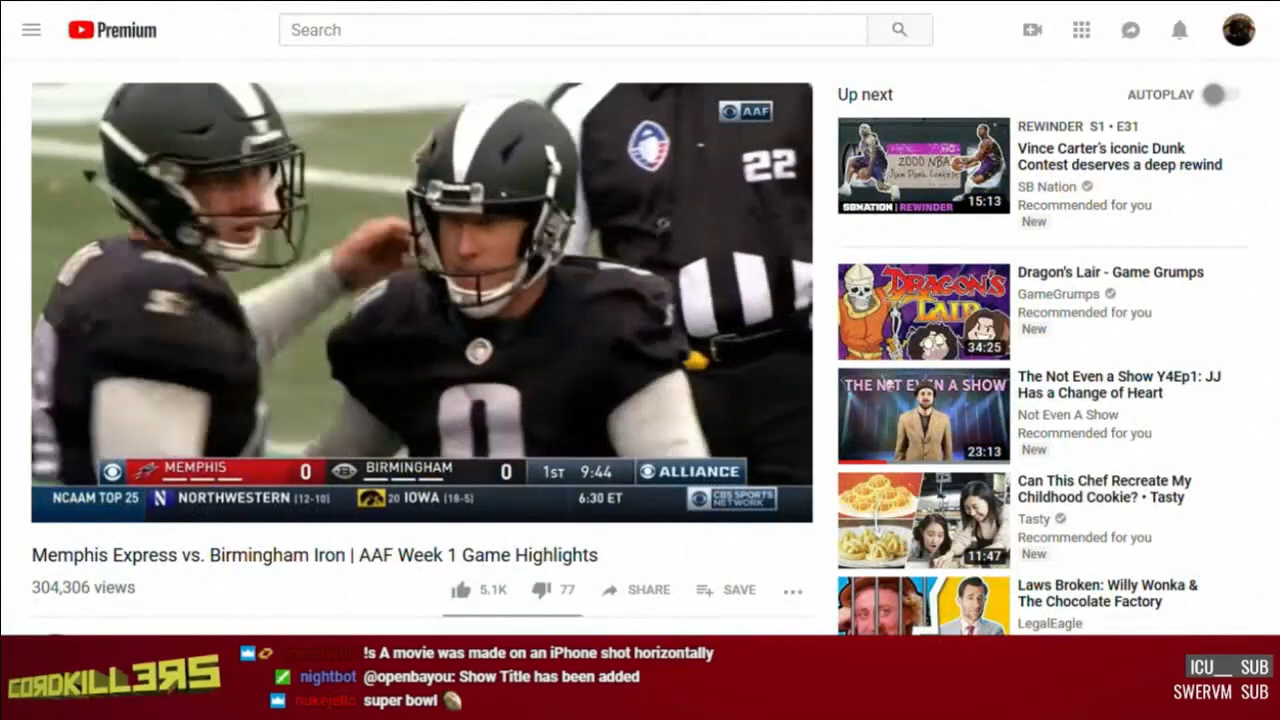 Premium
Search
AAF
22
0
MEMPHIS 0 BIRMINGHAM 0 1ST 9:44 ALLIANCE
NCAAM TOP 25 N NORTHWESTERN (12-10) 20 IOWA (18-5) 6:30 ET CBS SPORTS NETWORK
Memphis Express vs. Birmingham Iron | AAF Week 1 Game Highlights
304,306 views
5.1K 77 SHARE SAVE
Up next
AUTOPLAY
2000 NBA
SBNATION | REWINDER
15:13
REWINDER S1 • E31
Vince Carter's iconic Dunk
Contest deserves a deep rewind
SB Nation
Recommended for you
New
DRAGON'S
LAIR
34:25
Dragon's Lair - Game Grumps
GameGrumps
Recommended for you
New
THE NOT EVEN A SHOW
23:13
The Not Even a Show Y4Ep1: JJ
Has a Change of Heart
Not Even A Show
Recommended for you
New
11:47
Can This Chef Recreate My
Childhood Cookie? • Tasty
Tasty
Recommended for you
New
Laws Broken: Willy Wonka &
The Chocolate Factory
LegalEagle
CORDKILLERS
openbayou !s A movie was made on an iPhone shot horizontally
nightbot @openbayou: Show Title has been added
nukejello super bowl
ICU__ SUB
SWERVM SUB